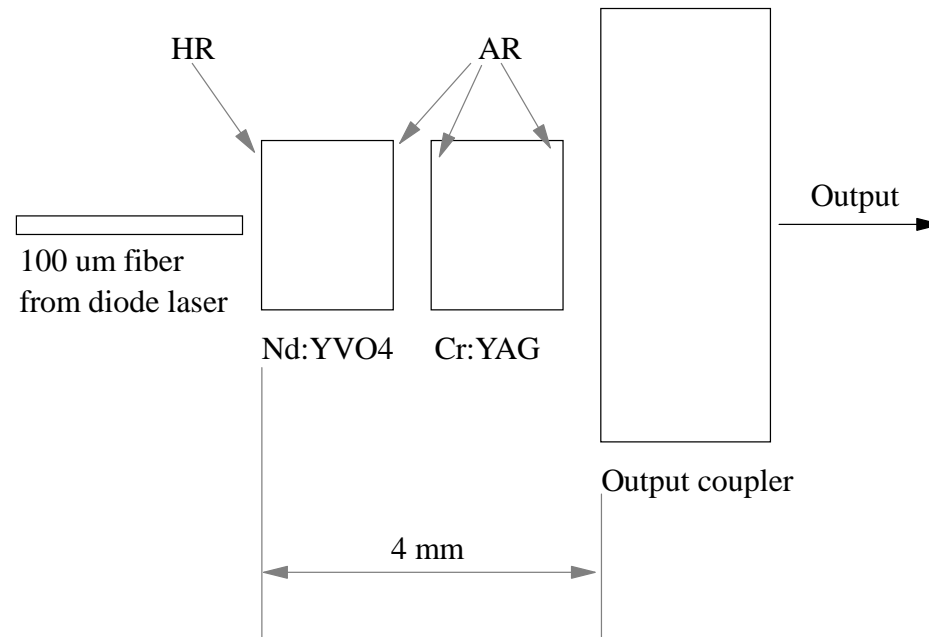 HR
AR
Output
100 um fiber
from diode laser
Nd:YVO4
Cr:YAG
Output coupler
4 mm